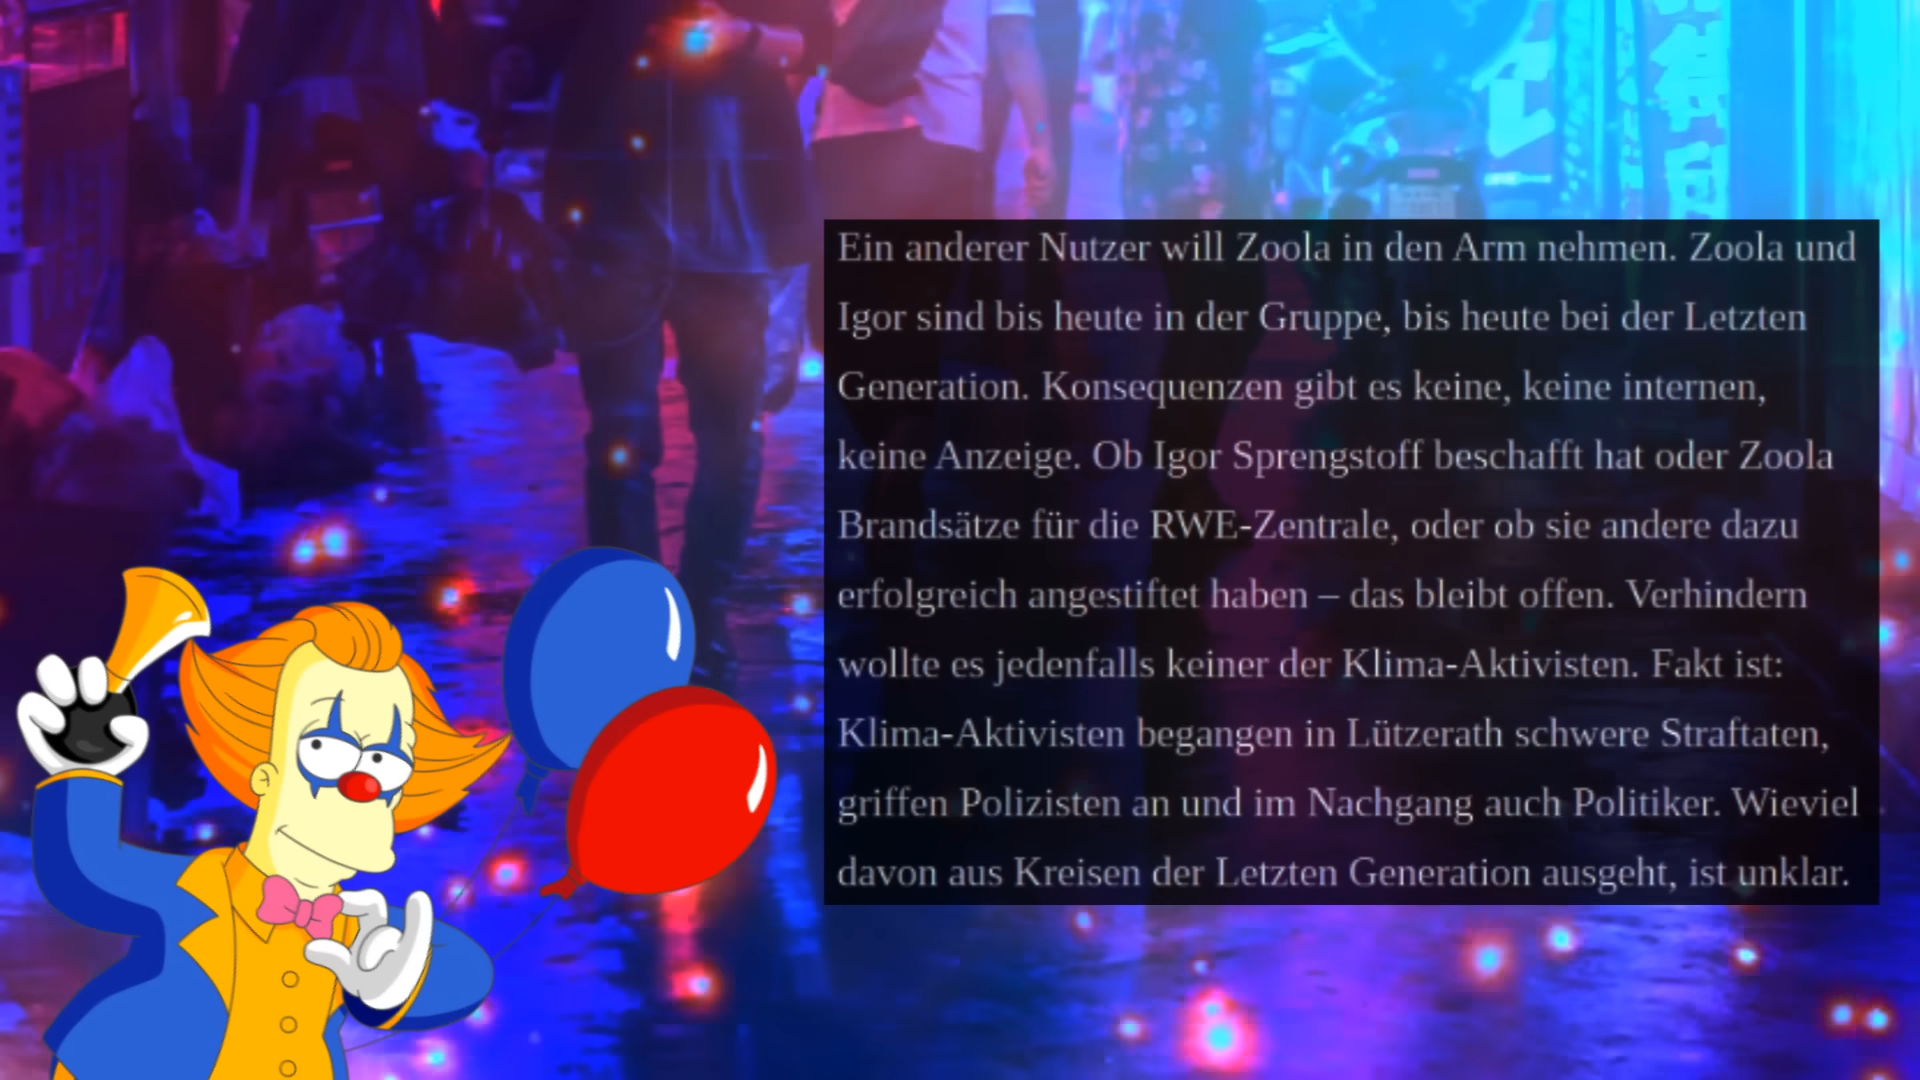 Ein anderer Nutzer will Zoola in den Arm nehmen. Zoola und
Igor sind bis heute in der Gruppe, bis heute bei der Letzten
Generation. Konsequenzen gibt es keine, keine internen,
keine Anzeige. Ob Igor Sprengstoff beschafft hat oder Zoola
Brandsätze für die RWE-Zentrale, oder ob sie andere dazu
erfolgreich angestiftet haben – das bleibt offen. Verhindern
wollte es jedenfalls keiner der Klima-Aktivisten. Fakt ist:
Klima-Aktivisten begangen in Lützerath schwere Straftaten,
griffen Polizisten an und im Nachgang auch Politiker. Wieviel
davon aus Kreisen der Letzten Generation ausgeht, ist unklar.